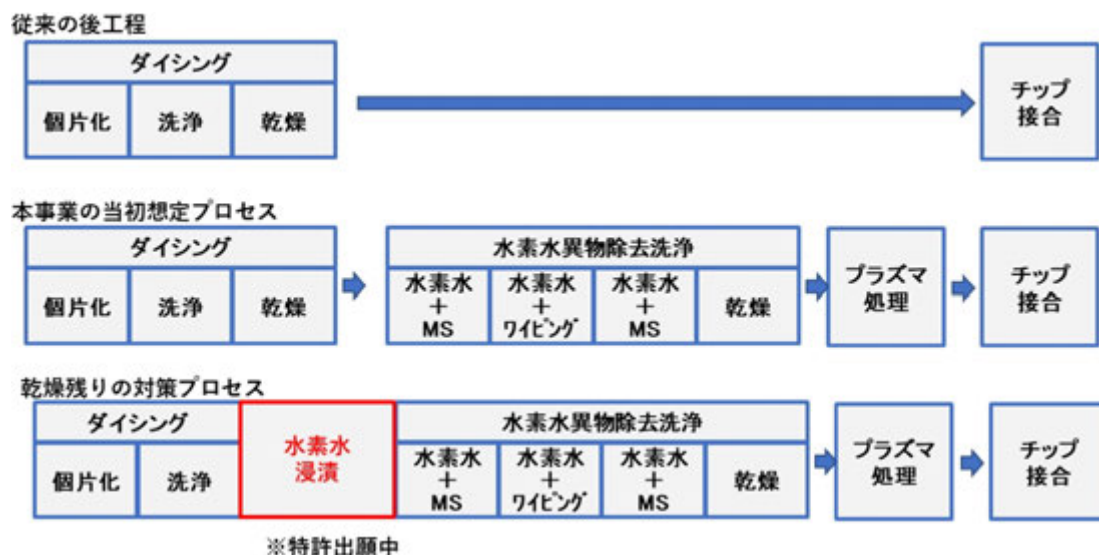 従来の後工程
ダイシング
個片化
洗浄
乾燥
チップ
接合
本事業の当初想定プロセス
ダイシング
個片化
洗浄
乾燥
水素水異物除去洗浄
水素水
+
MS
水素水
+
ﾜｲﾋﾟﾝｸﾞ
水素水
+
MS
乾燥
プラズマ
処理
チップ
接合
乾燥残りの対策プロセス
ダイシング
個片化
洗浄
水素水
浸漬
水素水異物除去洗浄
水素水
+
MS
水素水
+
ﾜｲﾋﾟﾝｸﾞ
水素水
+
MS
乾燥
プラズマ
処理
チップ
接合
※特許出願中